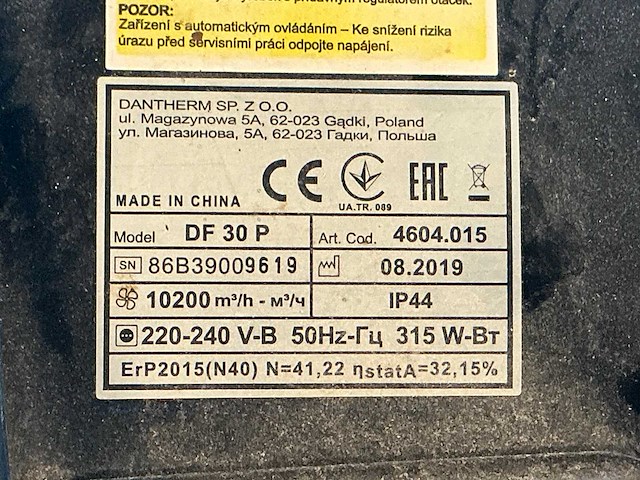 POZOR:
Zařízení s automatickým ovládáním – Ke snížení rizika
úrazu před servisními práci odpojte napájení.
DANTHERM SP. Z O.O.
ul. Magazynowa 5A, 62-023 Gądki, Poland
ул. Магазинова, 5A, 62-023 Гадки, Польша
MADE IN CHINA CE UA.TR. 089 EAC
Model DF 30 P Art. Cod. 4604.015
SN 86B39009619 08.2019
10200 m³/h - м³/ч IP44
220-240 V-В 50Hz-Гц 315 W-Вт
ErP2015(N40) N=41,22 ηstatA=32,15%